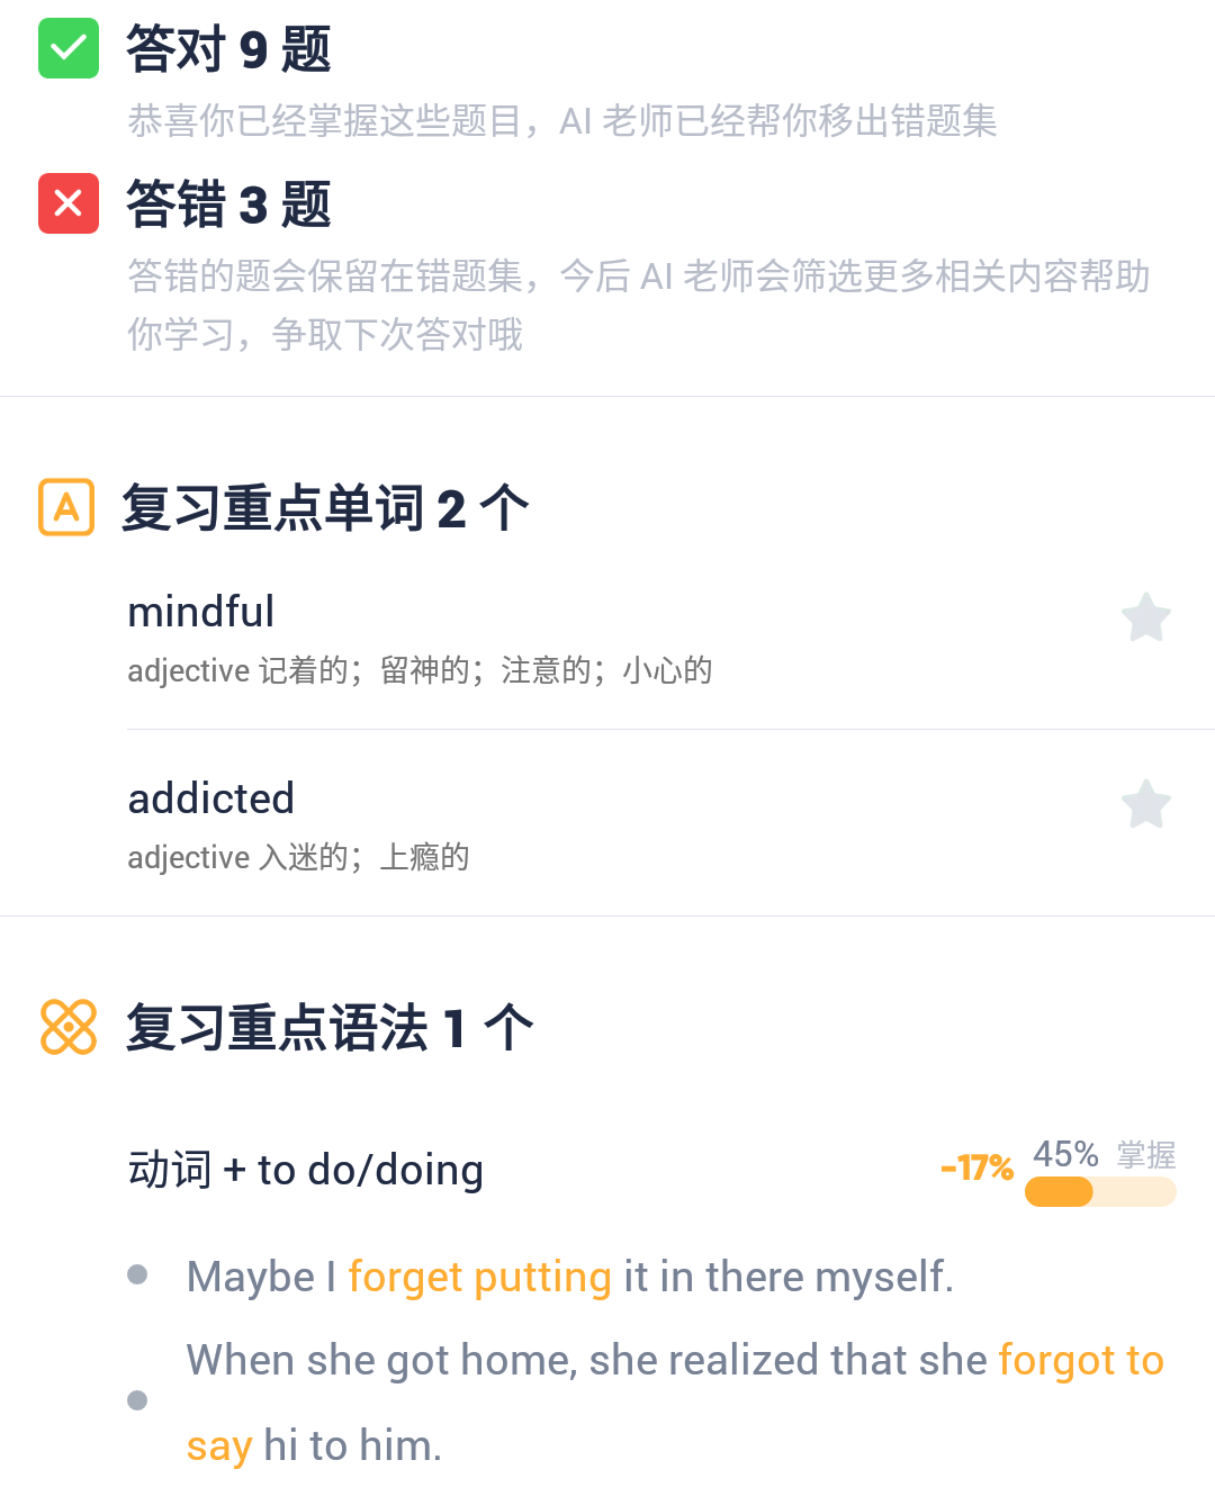 答对 9 题
恭喜你已经掌握这些题目，AI 老师已经帮你移出错题集
答错 3 题
答错的题会保留在错题集，今后 AI 老师会筛选更多相关内容帮助
你学习，争取下次答对哦
A 复习重点单词 2 个
mindful
adjective 记着的；留神的；注意的；小心的
addicted
adjective 入迷的；上瘾的
复习重点语法 1 个
动词 + to do/doing -17% 45% 掌握
Maybe I forget putting it in there myself.
When she got home, she realized that she forgot to
say hi to him.